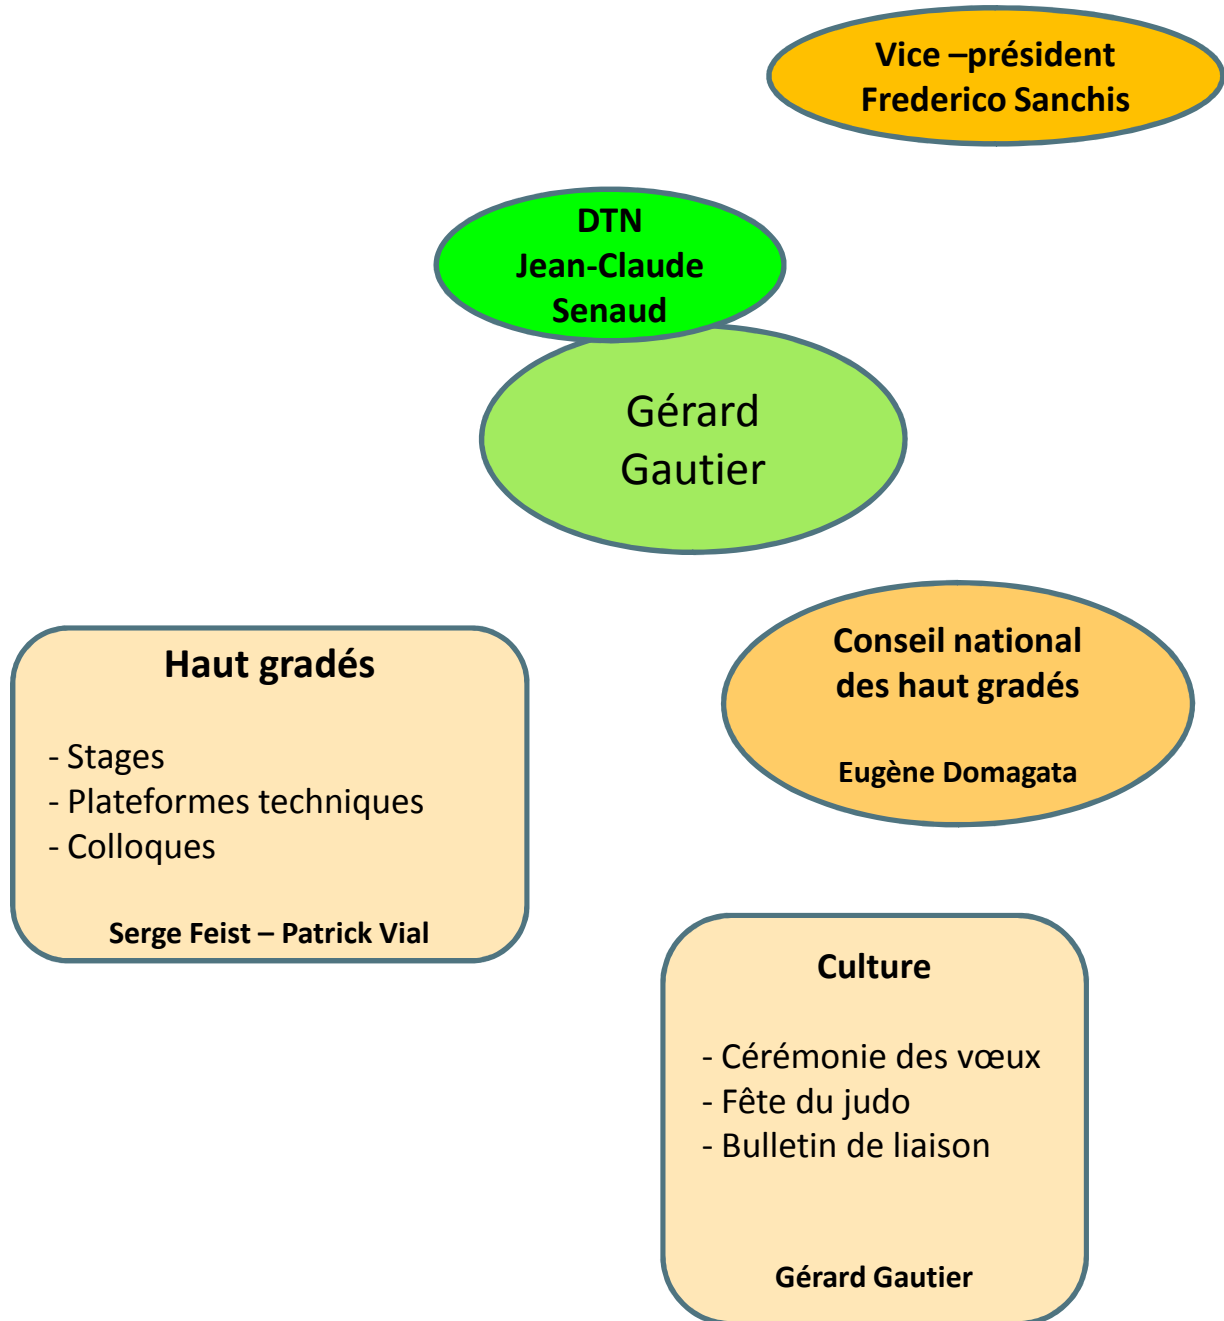 Vice –président
Frederico Sanchis
DTN
Jean-Claude
Senaud
Gérard
Gautier
Conseil national
des haut gradés
Eugène Domagata
Haut gradés
- Stages
- Plateformes techniques
- Colloques
Serge Feist – Patrick Vial
Culture
- Cérémonie des vœux
- Fête du judo
- Bulletin de liaison
Gérard Gautier